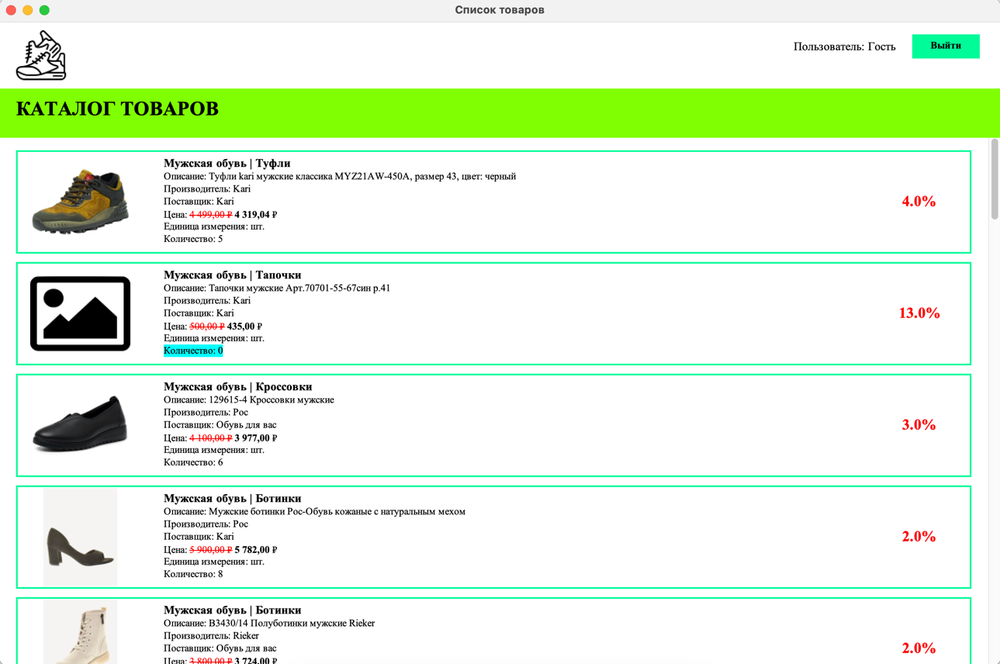 Список товаров
Пользователь: Гость
Выйти
КАТАЛОГ ТОВАРОВ
Мужская обувь | Туфли
Описание: Туфли kari мужские классика MYZ21AW-450A, размер 43, цвет: черный
Производитель: Kari
Поставщик: Kari
Цена: 4 499,00 ₽ 4 319,04 ₽
Единица измерения: шт.
Количество: 5
4.0%
Мужская обувь | Тапочки
Описание: Тапочки мужские Арт.70701-55-67син р.41
Производитель: Kari
Поставщик: Kari
Цена: 500,00 ₽ 435,00 ₽
Единица измерения: шт.
Количество: 0
13.0%
Мужская обувь | Кроссовки
Описание: 129615-4 Кроссовки мужские
Производитель: Рос
Поставщик: Обувь для вас
Цена: 4 100,00 ₽ 3 977,00 ₽
Единица измерения: шт.
Количество: 6
3.0%
Мужская обувь | Ботинки
Описание: Мужские ботинки Рос-Обувь кожаные с натуральным мехом
Производитель: Рос
Поставщик: Kari
Цена: 5 900,00 ₽ 5 782,00 ₽
Единица измерения: шт.
Количество: 8
2.0%
Мужская обувь | Ботинки
Описание: B3430/14 Полуботинки мужские Rieker
Производитель: Rieker
Поставщик: Обувь для вас
Цена: 3 800,00 ₽ 3 724,00 ₽
2.0%